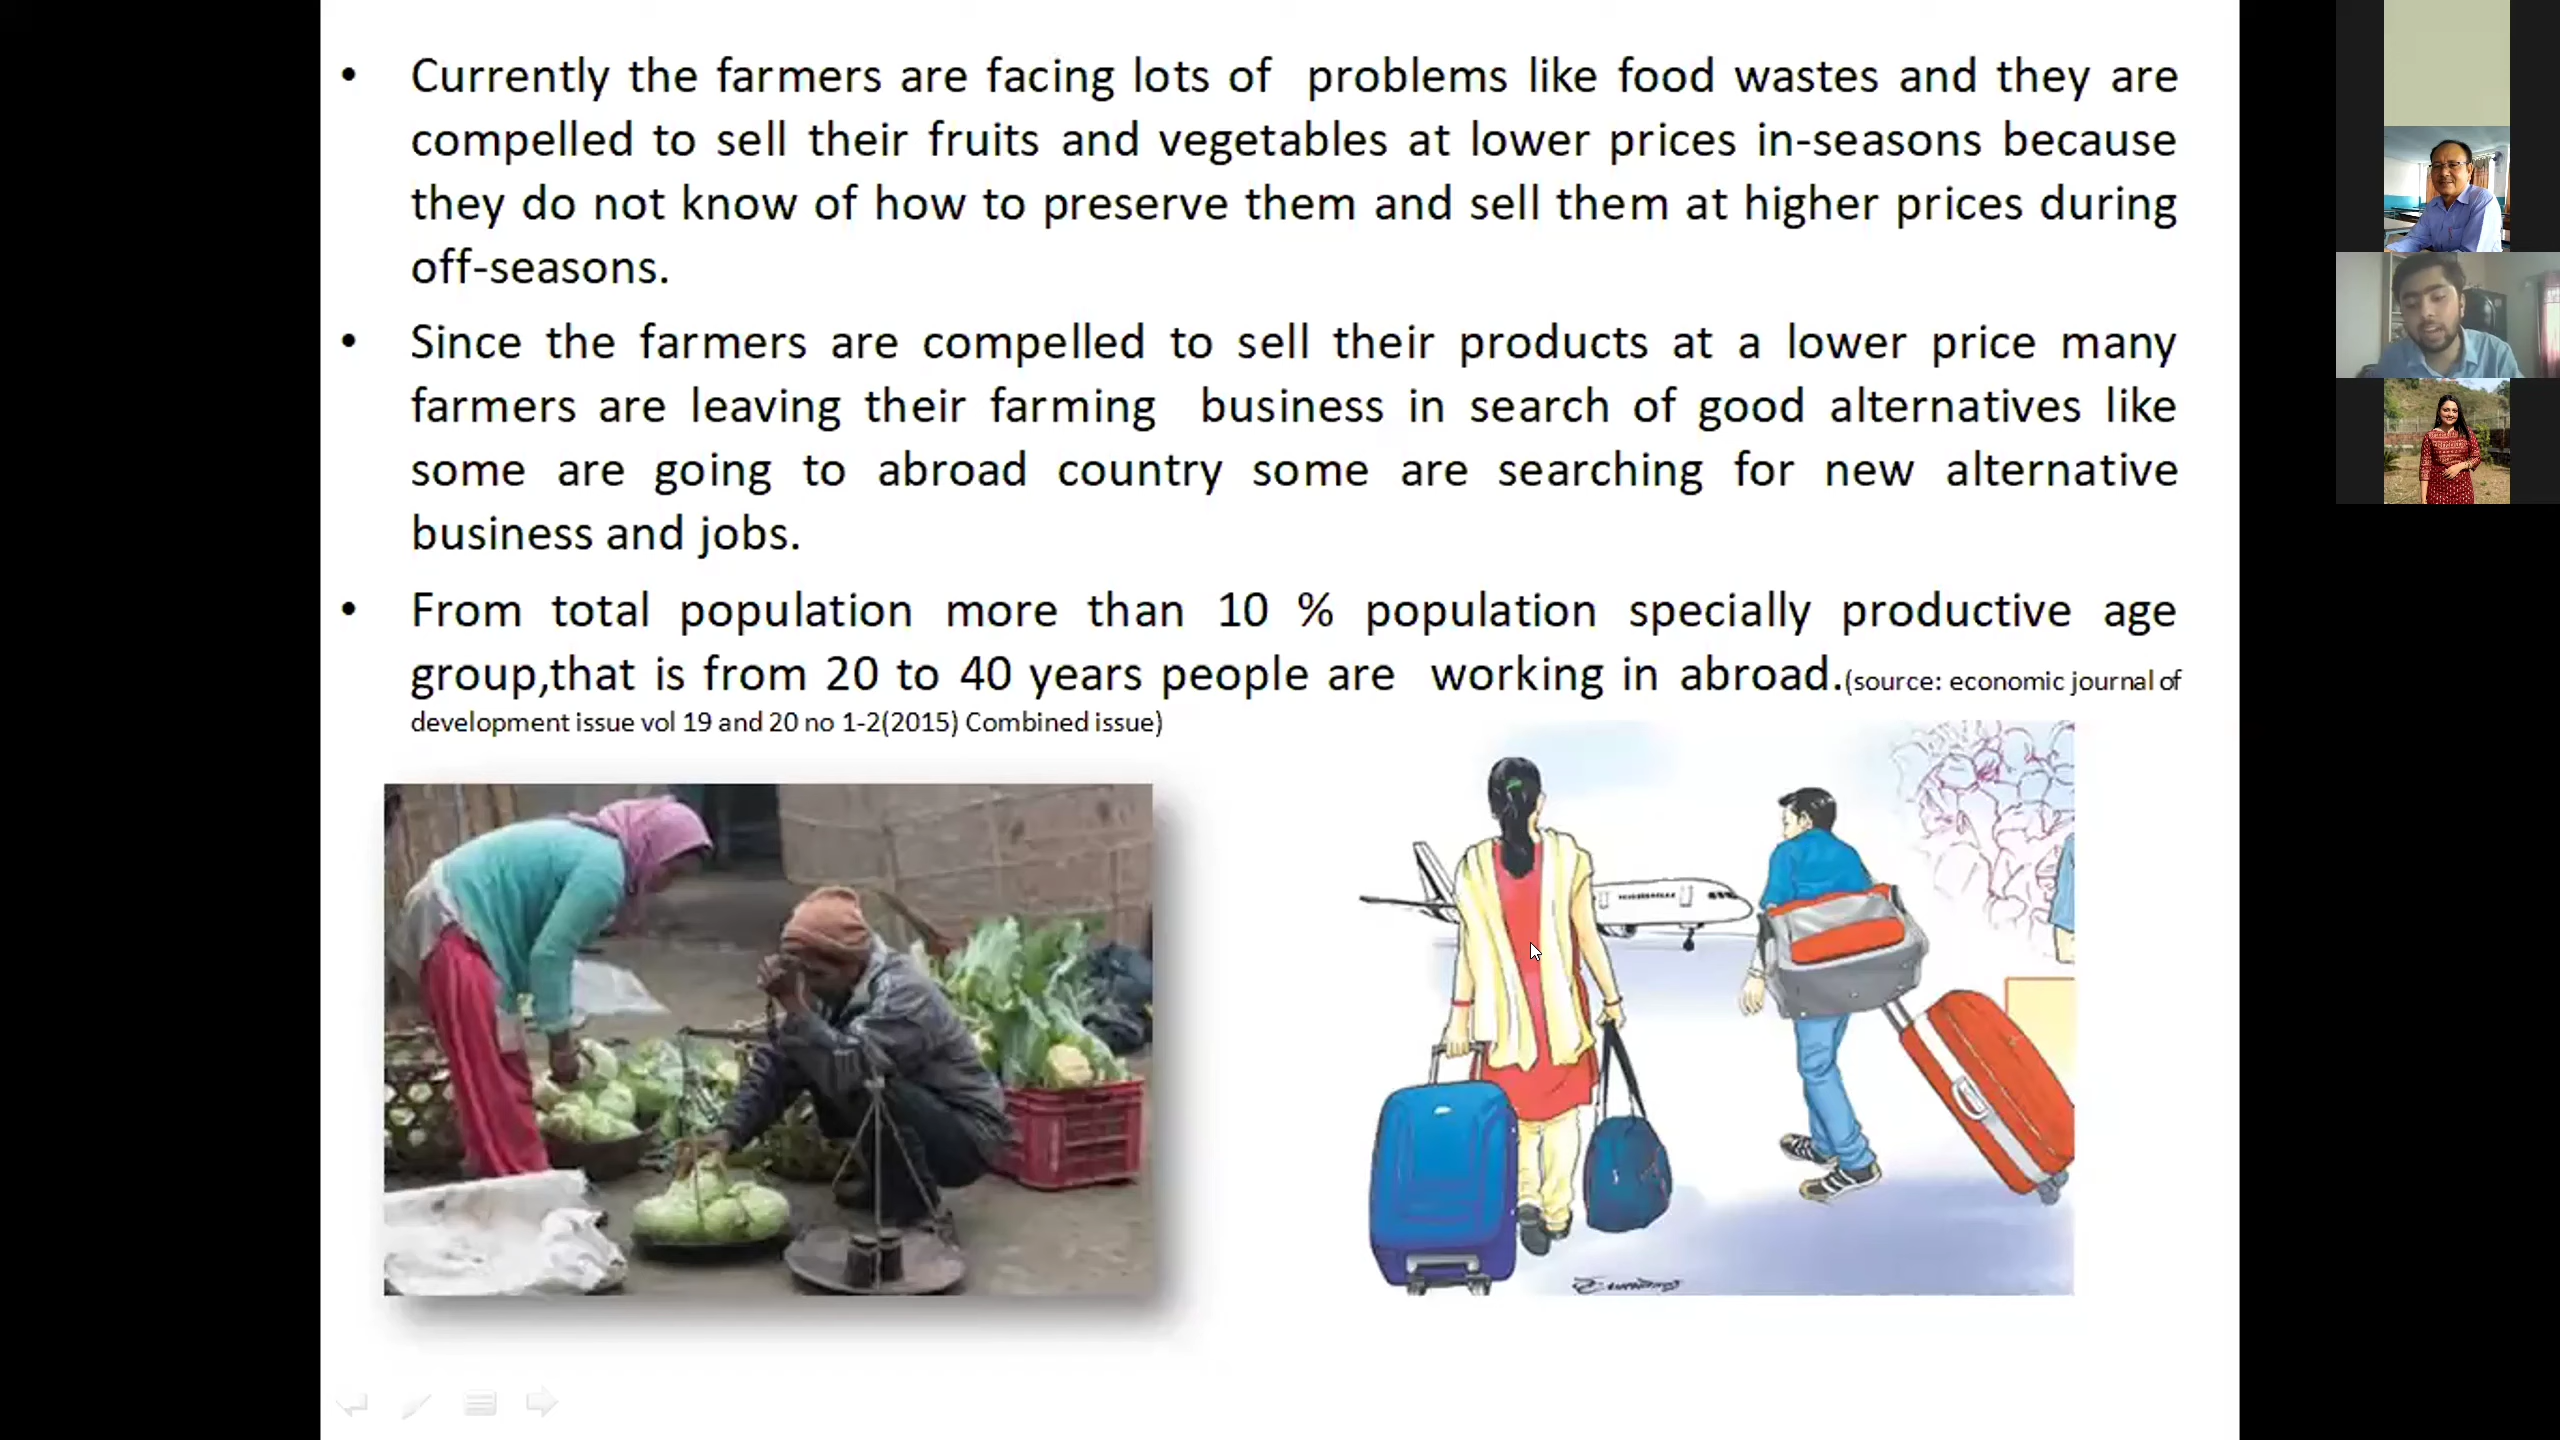 • Currently the farmers are facing lots of problems like food wastes and they are
compelled to sell their fruits and vegetables at lower prices in-seasons because
they do not know of how to preserve them and sell them at higher prices during
off-seasons.
• Since the farmers are compelled to sell their products at a lower price many
farmers are leaving their farming business in search of good alternatives like
some are going to abroad country some are searching for new alternative
business and jobs.
• From total population more than 10 % population specially productive age
group,that is from 20 to 40 years people are working in abroad.(source: economic journal of
development issue vol 19 and 20 no 1-2(2015) Combined issue)